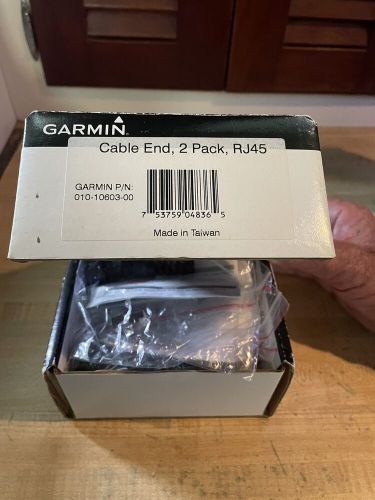 GARMIN
Cable End, 2 Pack, RJ45
GARMIN P/N:
010-10603-00
7 53759 04836 5
Made in Taiwan